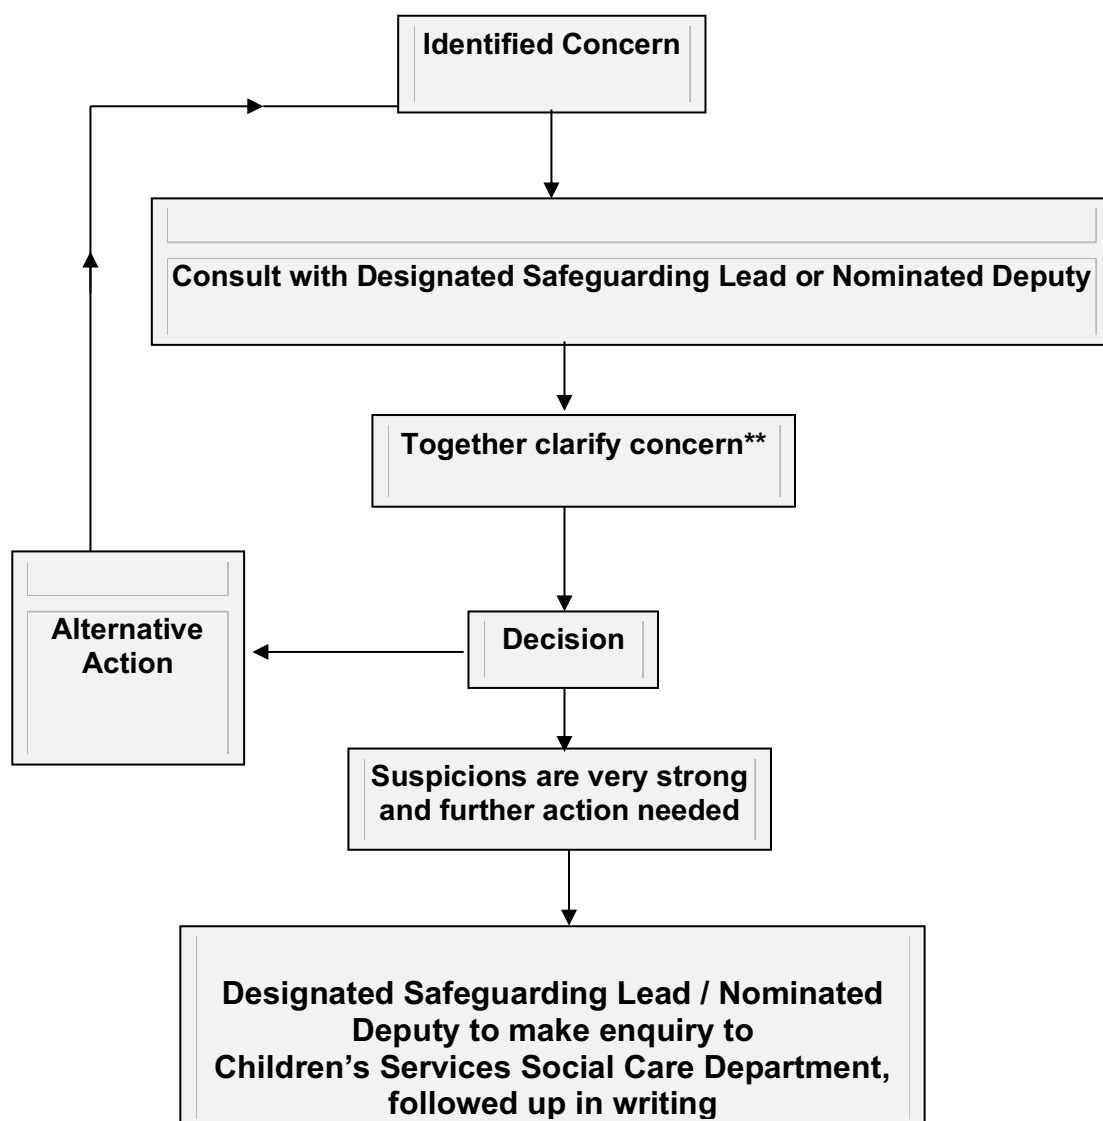 Identified Concern
Consult with Designated Safeguarding Lead or Nominated Deputy
Together clarify concern**
Decision
Alternative
Action
Suspicions are very strong
and further action needed
Designated Safeguarding Lead / Nominated
Deputy to make enquiry to
Children’s Services Social Care Department,
followed up in writing